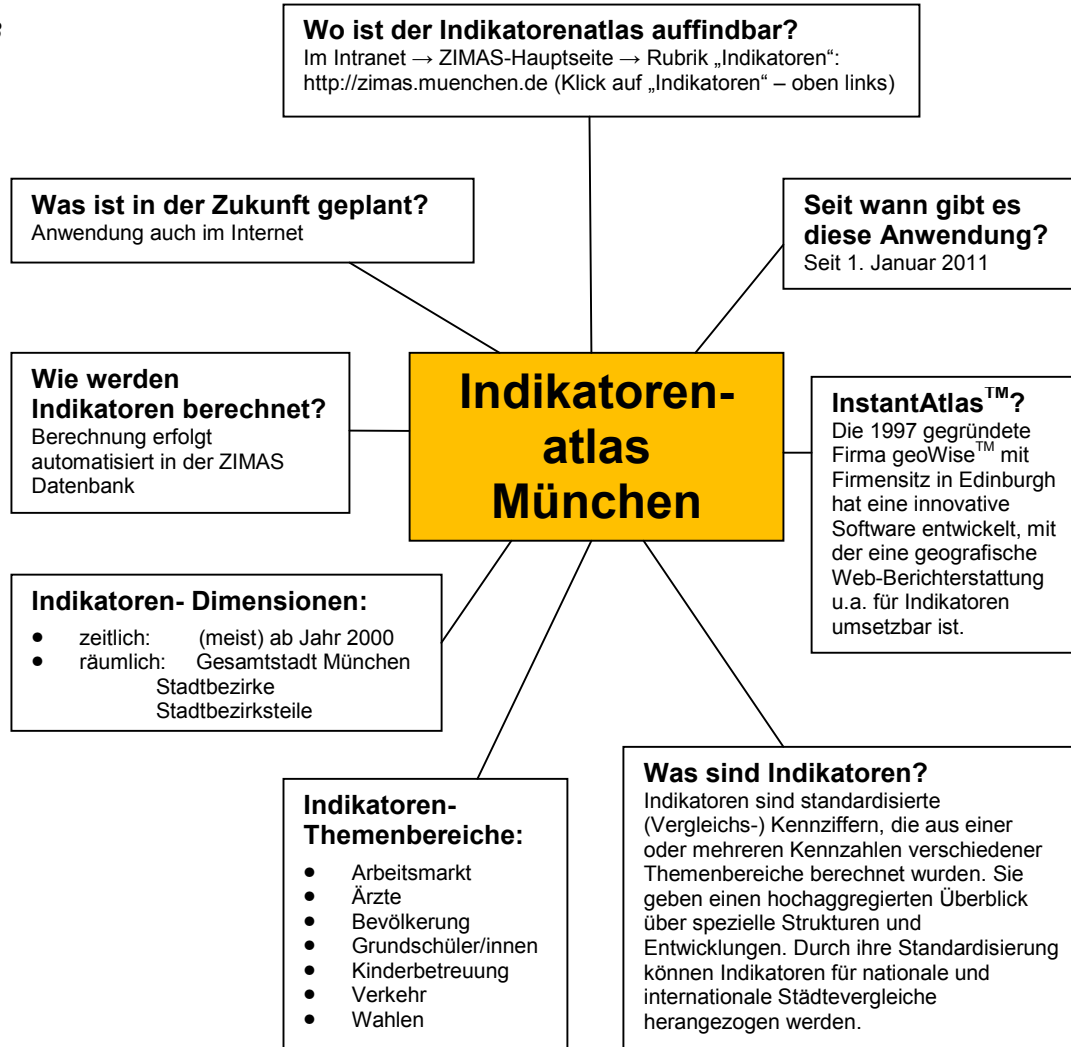 Wo ist der Indikatorenatlas auffindbar?
Im Intranet → ZIMAS-Hauptseite → Rubrik „Indikatoren“:
http://zimas.muenchen.de (Klick auf „Indikatoren“ – oben links)
Was ist in der Zukunft geplant?
Anwendung auch im Internet
Seit wann gibt es
diese Anwendung?
Seit 1. Januar 2011
Wie werden
Indikatoren berechnet?
Berechnung erfolgt
automatisiert in der ZIMAS
Datenbank
Indikatoren-
atlas
München
InstantAtlas™?
Die 1997 gegründete
Firma geoWise™ mit
Firmensitz in Edinburgh
hat eine innovative
Software entwickelt, mit
der eine geografische
Web-Berichterstattung
u.a. für Indikatoren
umsetzbar ist.
Indikatoren- Dimensionen:
● zeitlich: (meist) ab Jahr 2000
● räumlich: Gesamtstadt München
Stadtbezirke
Stadtbezirksteile
Indikatoren-
Themenbereiche:
● Arbeitsmarkt
● Ärzte
● Bevölkerung
● Grundschüler/innen
● Kinderbetreuung
● Verkehr
● Wahlen
Was sind Indikatoren?
Indikatoren sind standardisierte
(Vergleichs-) Kennziffern, die aus einer
oder mehreren Kennzahlen verschiedener
Themenbereiche berechnet wurden. Sie
geben einen hochaggregierten Überblick
über spezielle Strukturen und
Entwicklungen. Durch ihre Standardisierung
können Indikatoren für nationale und
internationale Städtevergleiche
herangezogen werden.